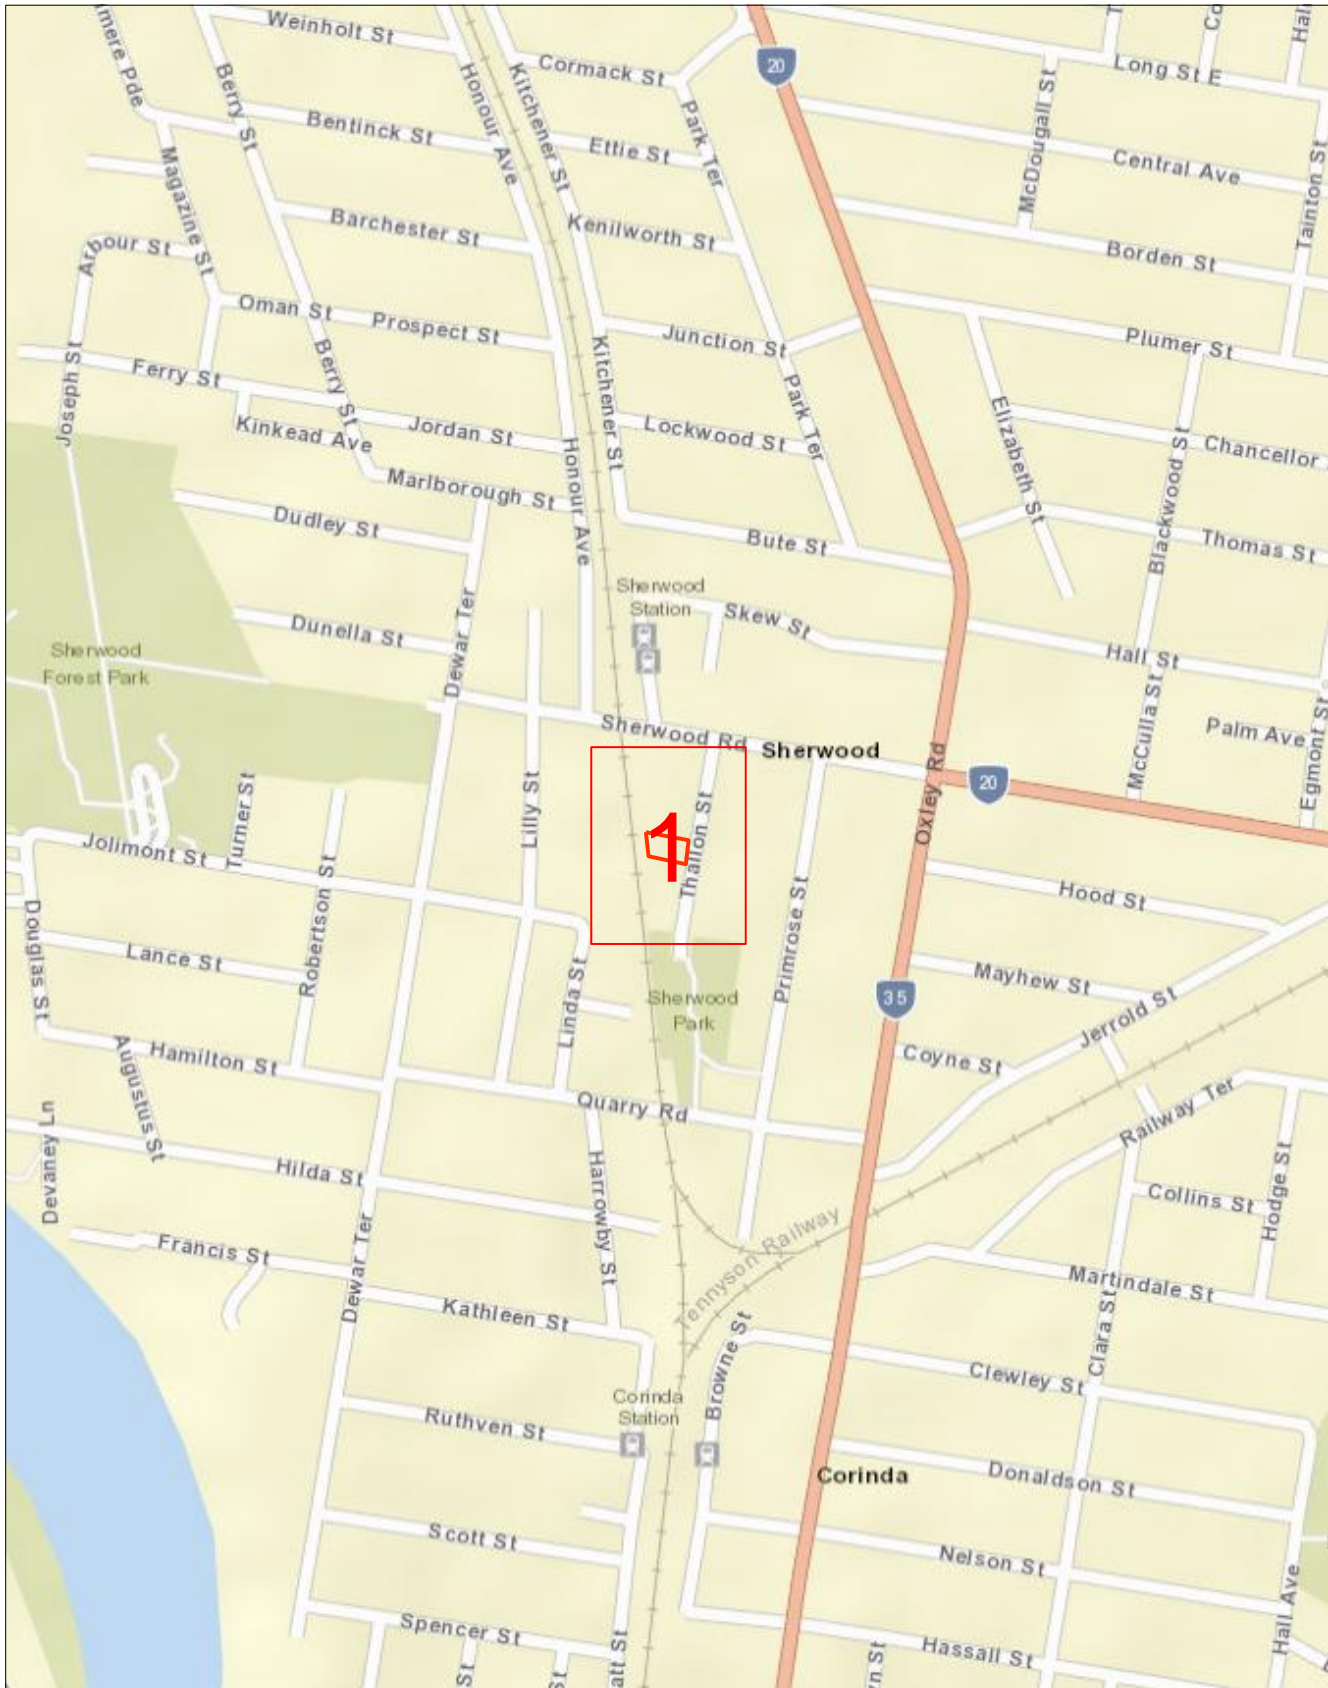 Weinholt St
Cormack St
20
Long St E
Berry St
Honour Ave
Kitchener St
Park Ter
McDougall St
Bentinck St
Ettie St
Central Ave
Tainton St
Magazine St
Barchester St
Kenilworth St
Borden St
Arbour St
Oman St
Prospect St
Junction St
Plumer St
Joseph St
Ferry St
Berry St
Kitchener St
Park Ter
Elizabeth St
Kinkead Ave
Jordan St
Lockwood St
Chancellor
Honour Ave
Blackwood St
Marlborough St
Dudley St
Bute St
Thomas St
Sherwood
Station
Skew St
Dunella St
Dewar Ter
Hall St
Sherwood
Forest Park
McCulla St
Palm Ave
Egmont St
Sherwood Rd
Sherwood
Oxley Rd
20
Turner St
Lilly St
1
Thallon St
Jolimont St
Robertson St
Primrose St
Hood St
Douglas St
Lance St
Linda St
Sherwood
Park
Mayhew St
35
Jerrold St
Hamilton St
Augustus St
Coyne St
Quarry Rd
Railway Ter
Devaney Ln
Hilda St
Harrowby St
Collins St
Hodge St
Francis St
Dewar Ter
Tennyson Railway
Martindale St
Kathleen St
Browne St
Clara St
Clewley St
Corinda
Station
Ruthven St
Corinda
Donaldson St
Scott St
Nelson St
Hall Ave
Spencer St
Hassall St